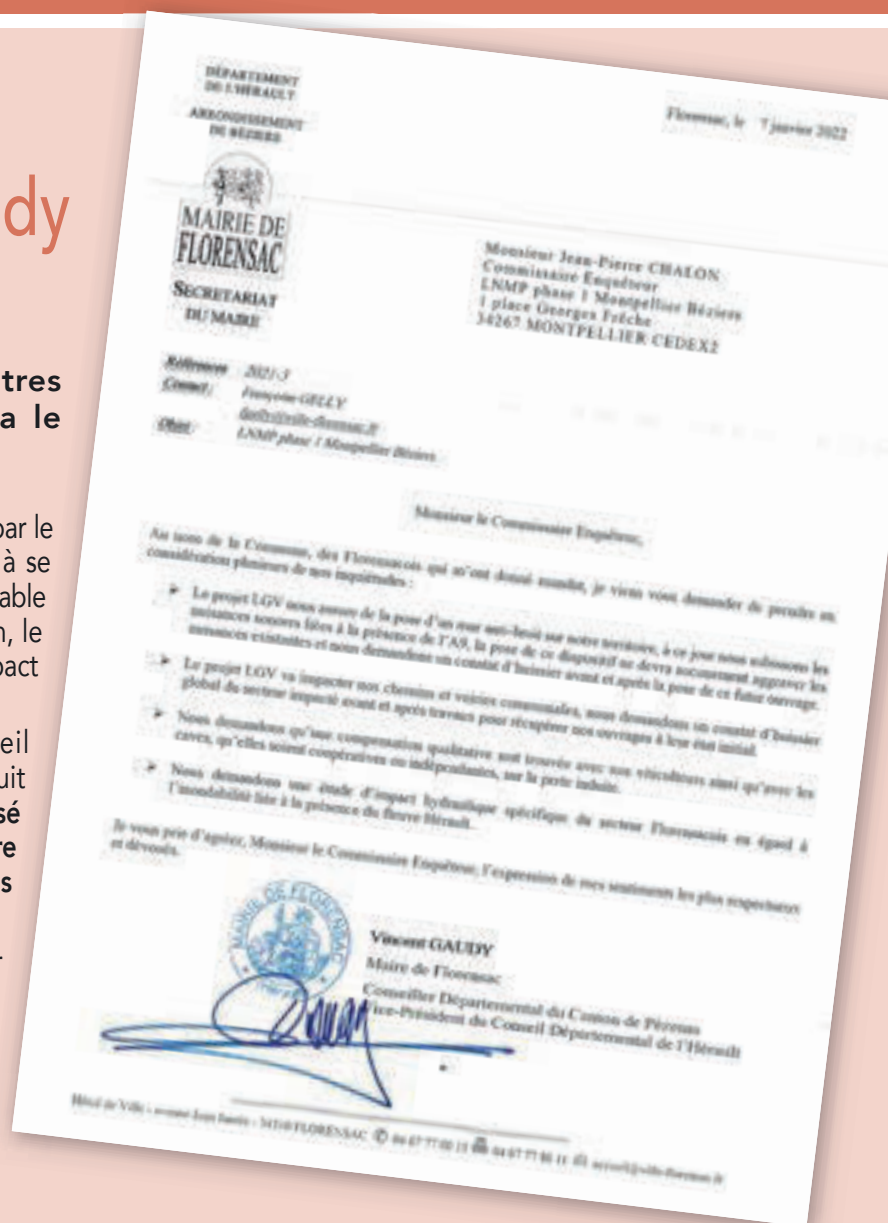 dy
tres
a le
par le
à se
able
n, le
pact
eil
uit
sé
re
s
.
DÉPARTEMENT
DE L'HÉRAULT
ARRONDISSEMENT
DE BÉZIERS
MAIRIE DE
FLORENSAC
SECRETARIAT
DU MAIRE
Florensac, le 7 janvier 2022
Monsieur Jean-Pierre CHALON
Commissaire Enquêteur
LNMP phase 1 Montpellier Béziers
1 place Georges Frêche
34267 MONTPELLIER CEDEX2
Références 2021-3
Contact : Françoise GELLY
Objet : LNMP phase 1 Montpellier Béziers
Monsieur le Commissaire Enquêteur,
Au nom de la Commune, des Florensacois qui m'ont donné mandat, je viens vous demander de prendre en
considération plusieurs de nos inquiétudes :
➤ Le projet LGV nous assure de la pose d'un mur anti-bruit sur notre territoire, à ce jour nous subissons les
nuisances sonores liées à la présence de l'A9, la pose de ce dispositif ne devra aucunement aggraver les
nuisances existantes et nous demandons un constat d'huissier avant et après la pose de ce futur ouvrage.
➤ Le projet LGV va impacter nos chemins et voiries communales, nous demandons un constat d'huissier
global du secteur impacté avant et après travaux pour récupérer nos ouvrages à leur état initial.
➤ Nous demandons qu'une compensation qualitative soit trouvée avec nos viticulteurs ainsi qu'avec les
caves, qu'elles soient coopératives ou indépendantes, sur la perte induite.
➤ Nous demandons une étude d'impact hydraulique spécifique du secteur Florensacois en égard à
l'inondabilité liée à la présence du fleuve Hérault.
Je vous prie d'agréer, Monsieur le Commissaire Enquêteur, l'expression de mes sentiments les plus respectueux
et dévoués.
MAIRIE DE FLORENSAC
Vincent GAUDY
Maire de Florensac
Conseiller Départemental du Canton de Pézenas
Vice-Président du Conseil Départemental de l'Hérault
Hôtel de Ville - avenue Jean Jaurès - 34510 FLORENSAC